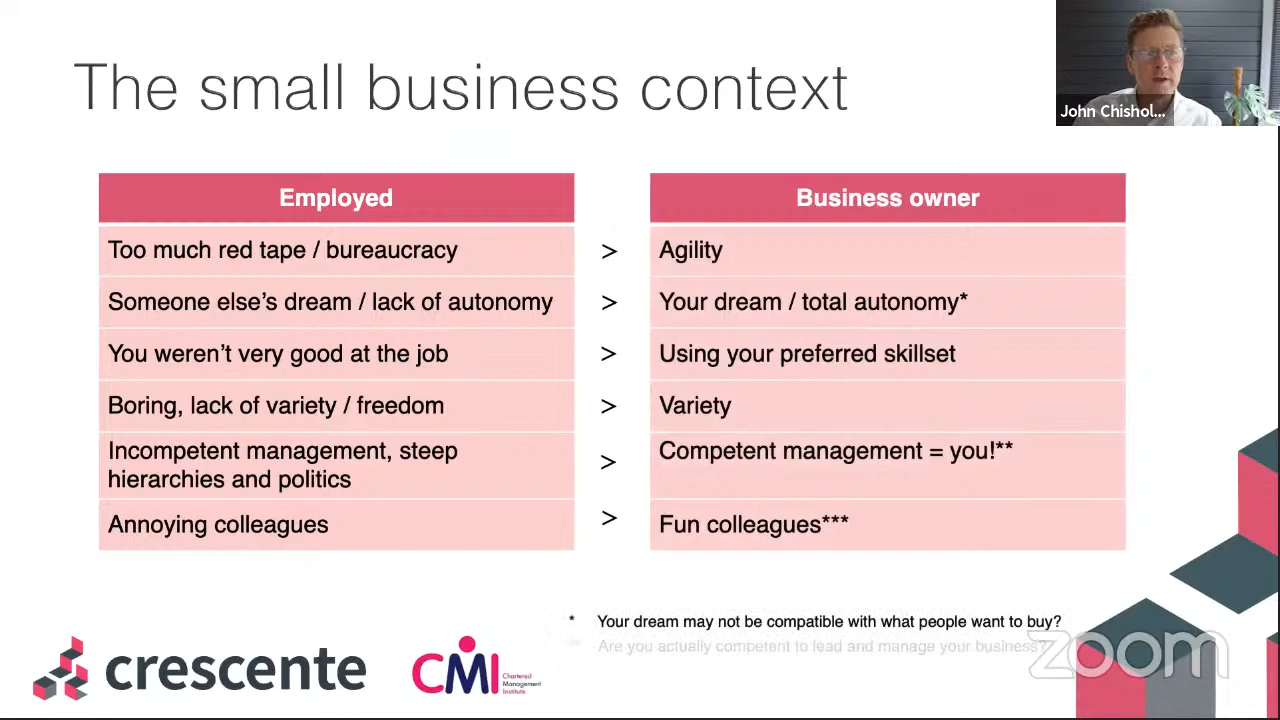 The small business context
John Chishol...
Employed
Business owner
Too much red tape / bureaucracy
>
Agility
Someone else's dream / lack of autonomy
>
Your dream / total autonomy*
You weren't very good at the job
>
Using your preferred skillset
Boring, lack of variety / freedom
>
Variety
Incompetent management, steep
hierarchies and politics
>
Competent management = you!**
Annoying colleagues
>
Fun colleagues***
* Your dream may not be compatible with what people want to buy?
** Are you actually competent to lead and manage your business?
zoom
crescente
CMI
Chartered
Management
Institute